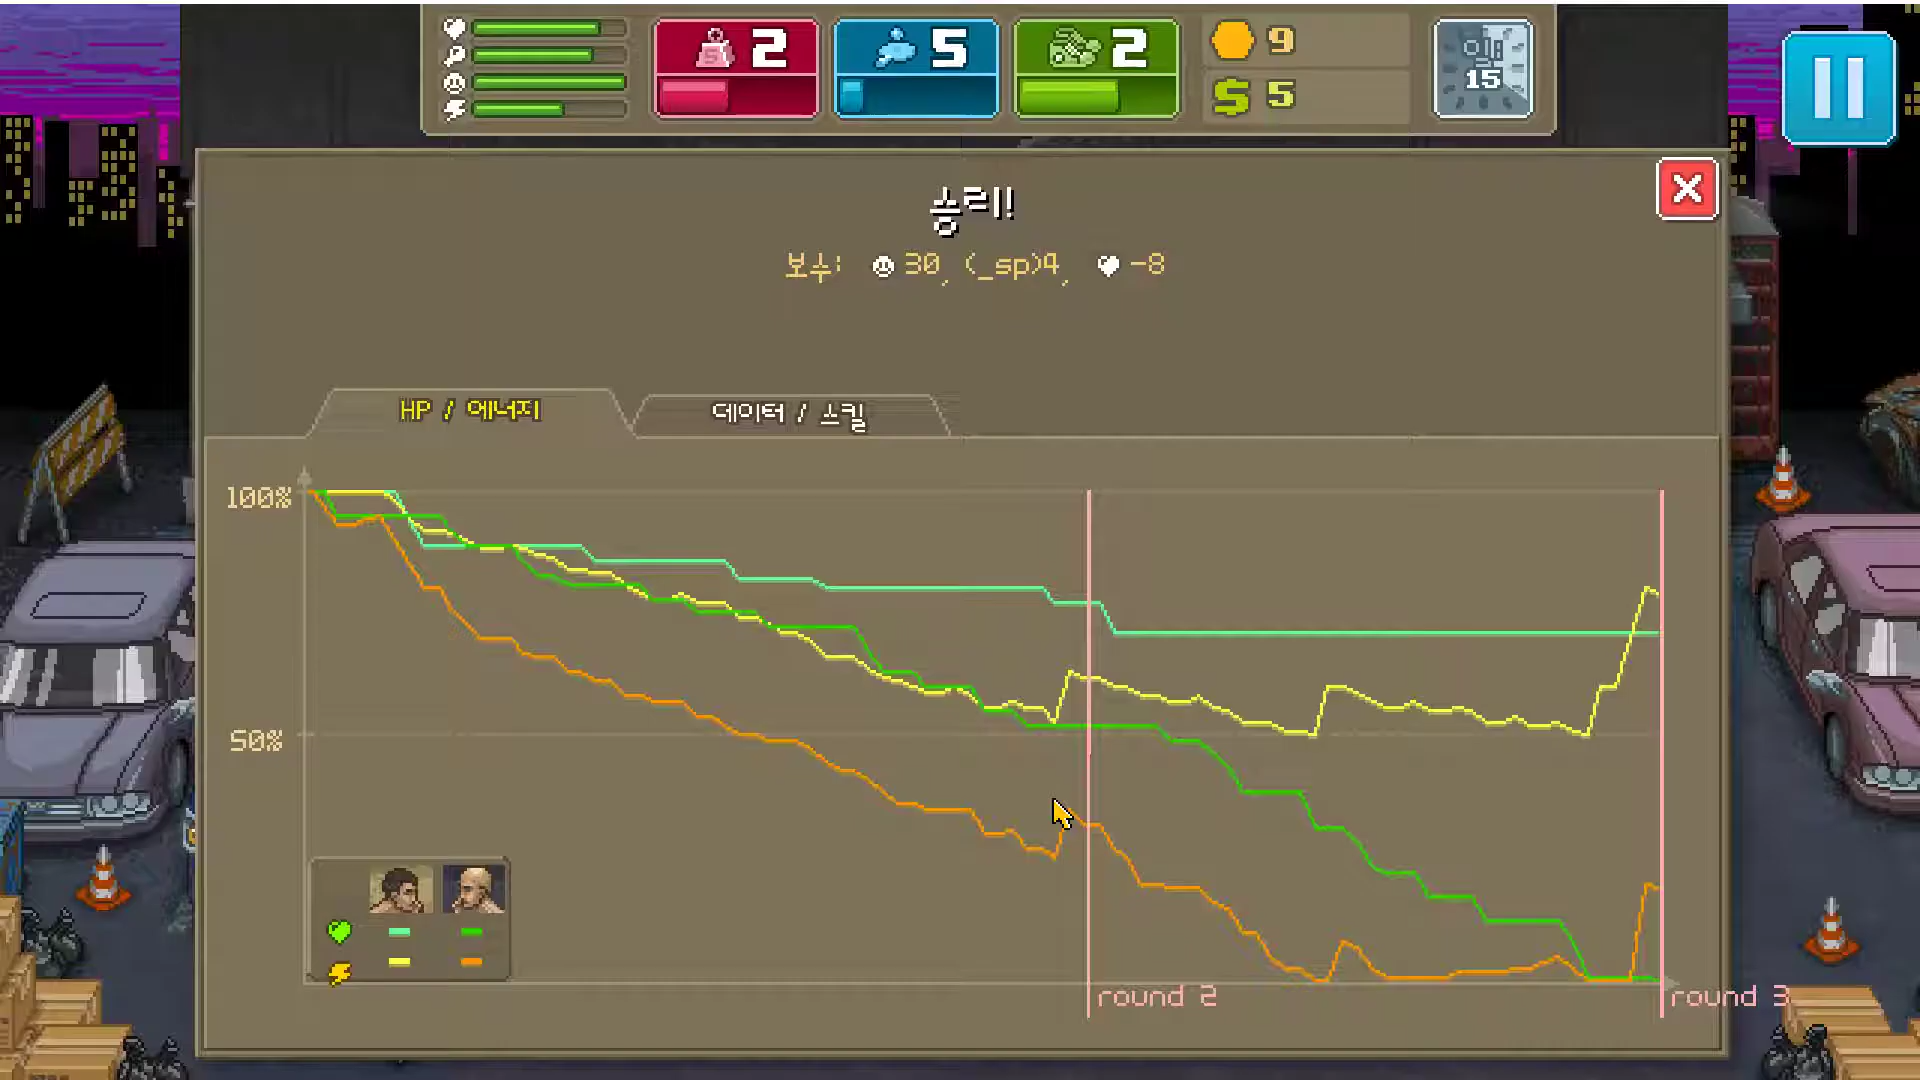 2
5
2
9
5
일
15
승리!
보수: 30, (_sp)4, -8
HP / 에너지
데이터 / 스킬
100%
50%
round 2
round 3